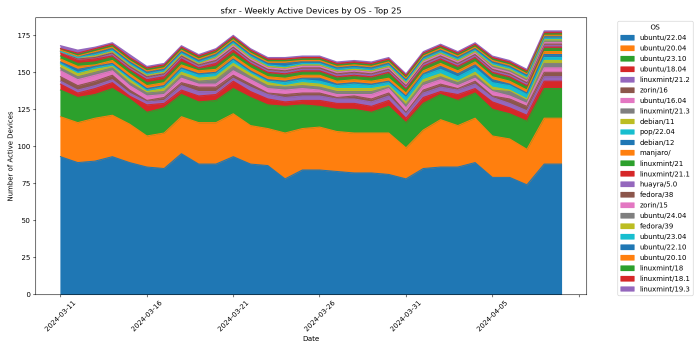 sfxr - Weekly Active Devices by OS - Top 25
Number of Active Devices
175
150
125
100
75
50
25
0
2024-03-11
2024-03-16
2024-03-21
2024-03-26
2024-03-31
2024-04-05
Date
OS
ubuntu/22.04
ubuntu/20.04
ubuntu/23.10
ubuntu/18.04
linuxmint/21.2
zorin/16
ubuntu/16.04
linuxmint/21.3
debian/11
pop/22.04
debian/12
manjaro/
linuxmint/21
linuxmint/21.1
huayra/5.0
fedora/38
zorin/15
ubuntu/24.04
fedora/39
ubuntu/23.04
ubuntu/22.10
ubuntu/20.10
linuxmint/18
linuxmint/18.1
linuxmint/19.3